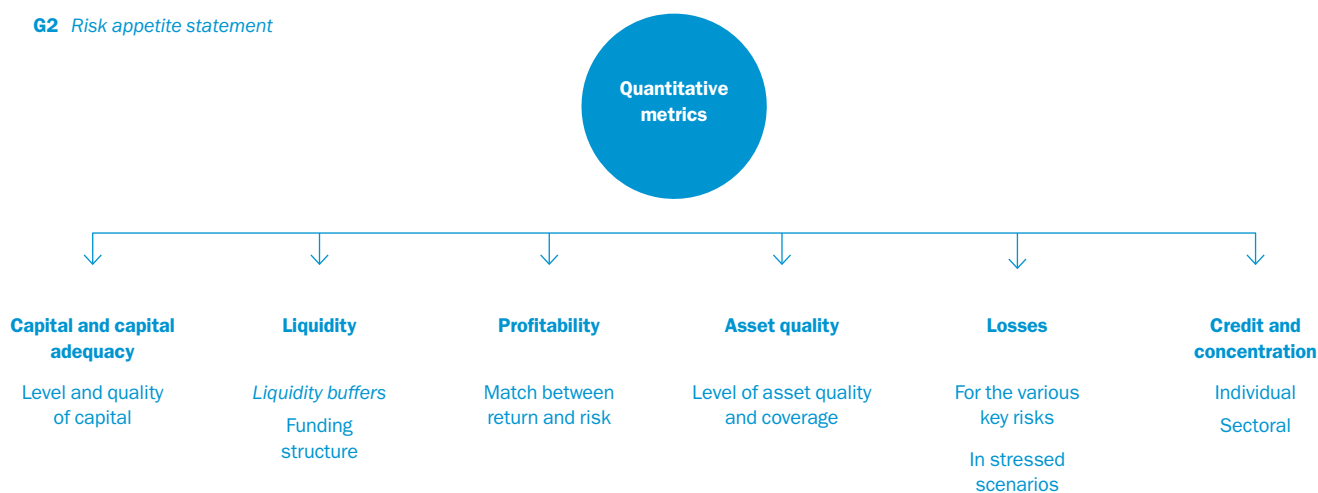 G2 Risk appetite statement
Quantitative
metrics
Capital and capital
adequacy
Level and quality
of capital
Liquidity
Liquidity buffers
Funding
structure
Profitability
Match between
return and risk
Asset quality
Level of asset quality
and coverage
Losses
For the various
key risks
In stressed
scenarios
Credit and
concentration
Individual
Sectoral